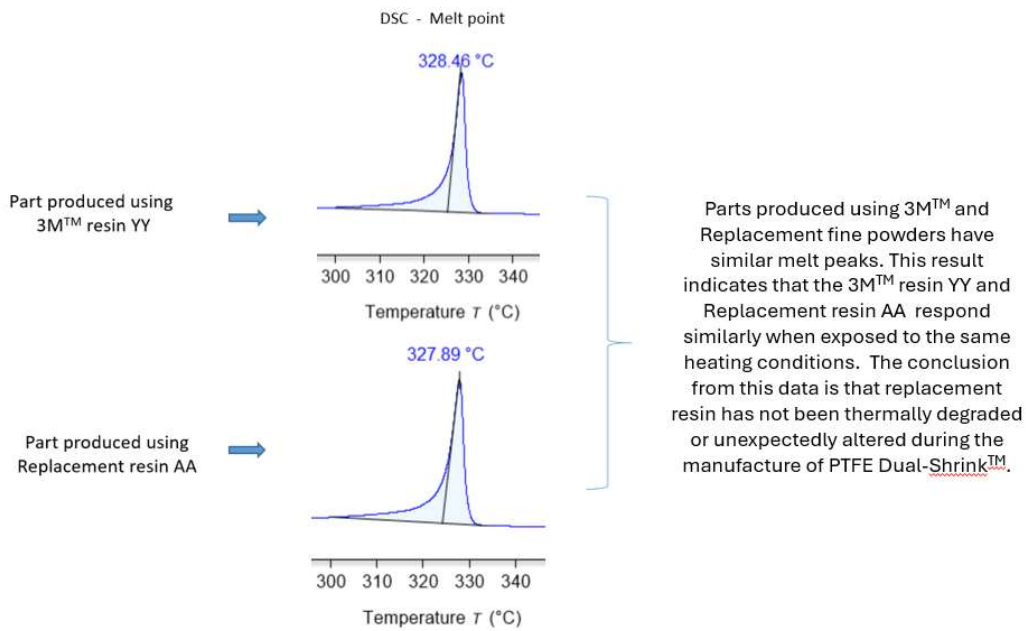 DSC - Melt point
328.46 °C
Part produced using
3M™ resin YY
300 310 320 330 340
Temperature T (°C)
327.89 °C
Part produced using
Replacement resin AA
300 310 320 330 340
Temperature T (°C)
Parts produced using 3M™ and
Replacement fine powders have
similar melt peaks. This result
indicates that the 3M™ resin YY and
Replacement resin AA respond
similarly when exposed to the same
heating conditions. The conclusion
from this data is that replacement
resin has not been thermally degraded
or unexpectedly altered during the
manufacture of PTFE Dual-Shrink™.